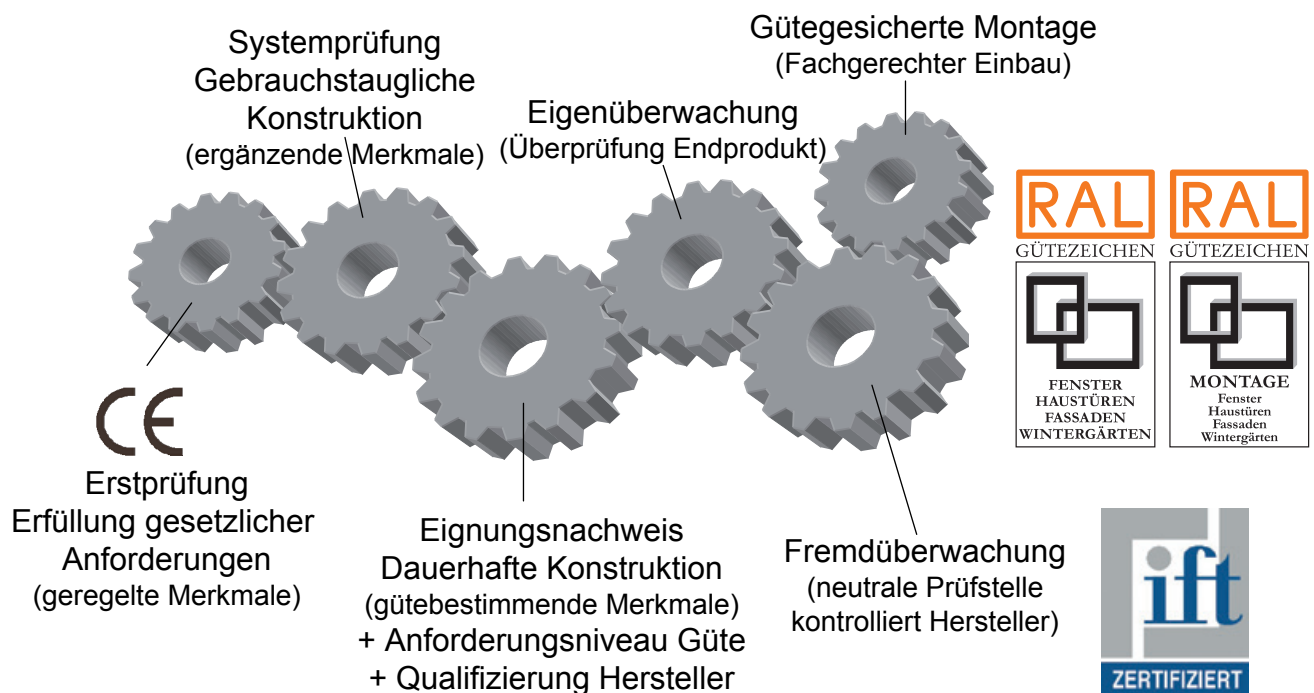 Systemprüfung
Gebrauchstaugliche
Konstruktion
(ergänzende Merkmale)
Eigenüberwachung
(Überprüfung Endprodukt)
Gütegesicherte Montage
(Fachgerechter Einbau)
CE
Erstprüfung
Erfüllung gesetzlicher
Anforderungen
(geregelte Merkmale)
Eignungsnachweis
Dauerhafte Konstruktion
(gütebestimmende Merkmale)
+ Anforderungsniveau Güte
+ Qualifizierung Hersteller
Fremdüberwachung
(neutrale Prüfstelle
kontrolliert Hersteller)
RAL
GÜTEZEICHEN
FENSTER
HAUSTÜREN
FASSADEN
WINTERGÄRTEN
RAL
GÜTEZEICHEN
MONTAGE
Fenster
Haustüren
Fassaden
Wintergärten
ift
ZERTIFIZIERT